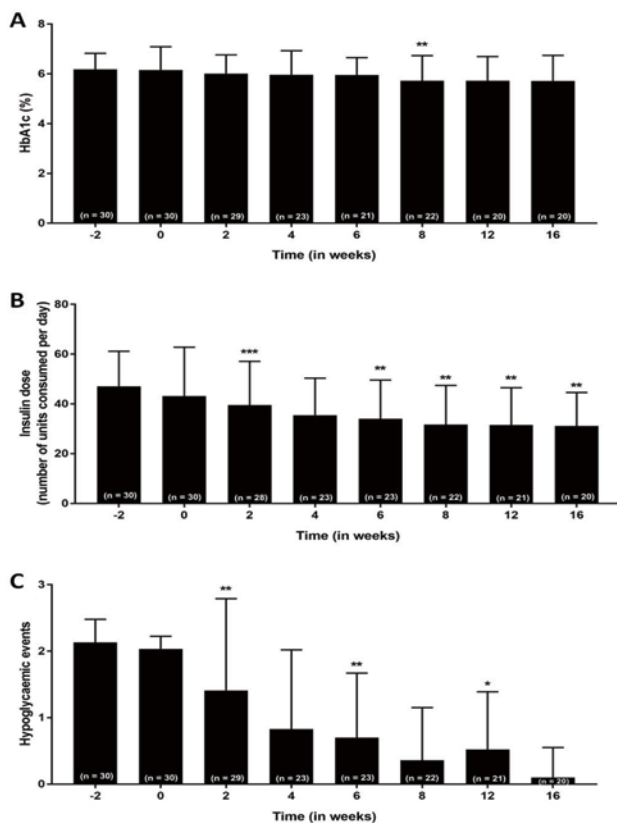 A
8
**
6
4
2
0
HbA1c (%)
(n = 30) (n = 30) (n = 29) (n = 23) (n = 21) (n = 22) (n = 20) (n = 20)
-2 0 2 4 6 8 12 16
Time (in weeks)
B
80
60
40
20
0
Insulin dose
(number of units consumed per day)
*** ** ** ** **
(n = 30) (n = 30) (n = 28) (n = 23) (n = 23) (n = 22) (n = 21) (n = 20)
-2 0 2 4 6 8 12 16
Time (in weeks)
C
3
2
1
0
Hypoglycaemic events
** ** *
(n = 30) (n = 30) (n = 29) (n = 23) (n = 23) (n = 22) (n = 21) (n = 20)
-2 0 2 4 6 8 12 16
Time (in weeks)